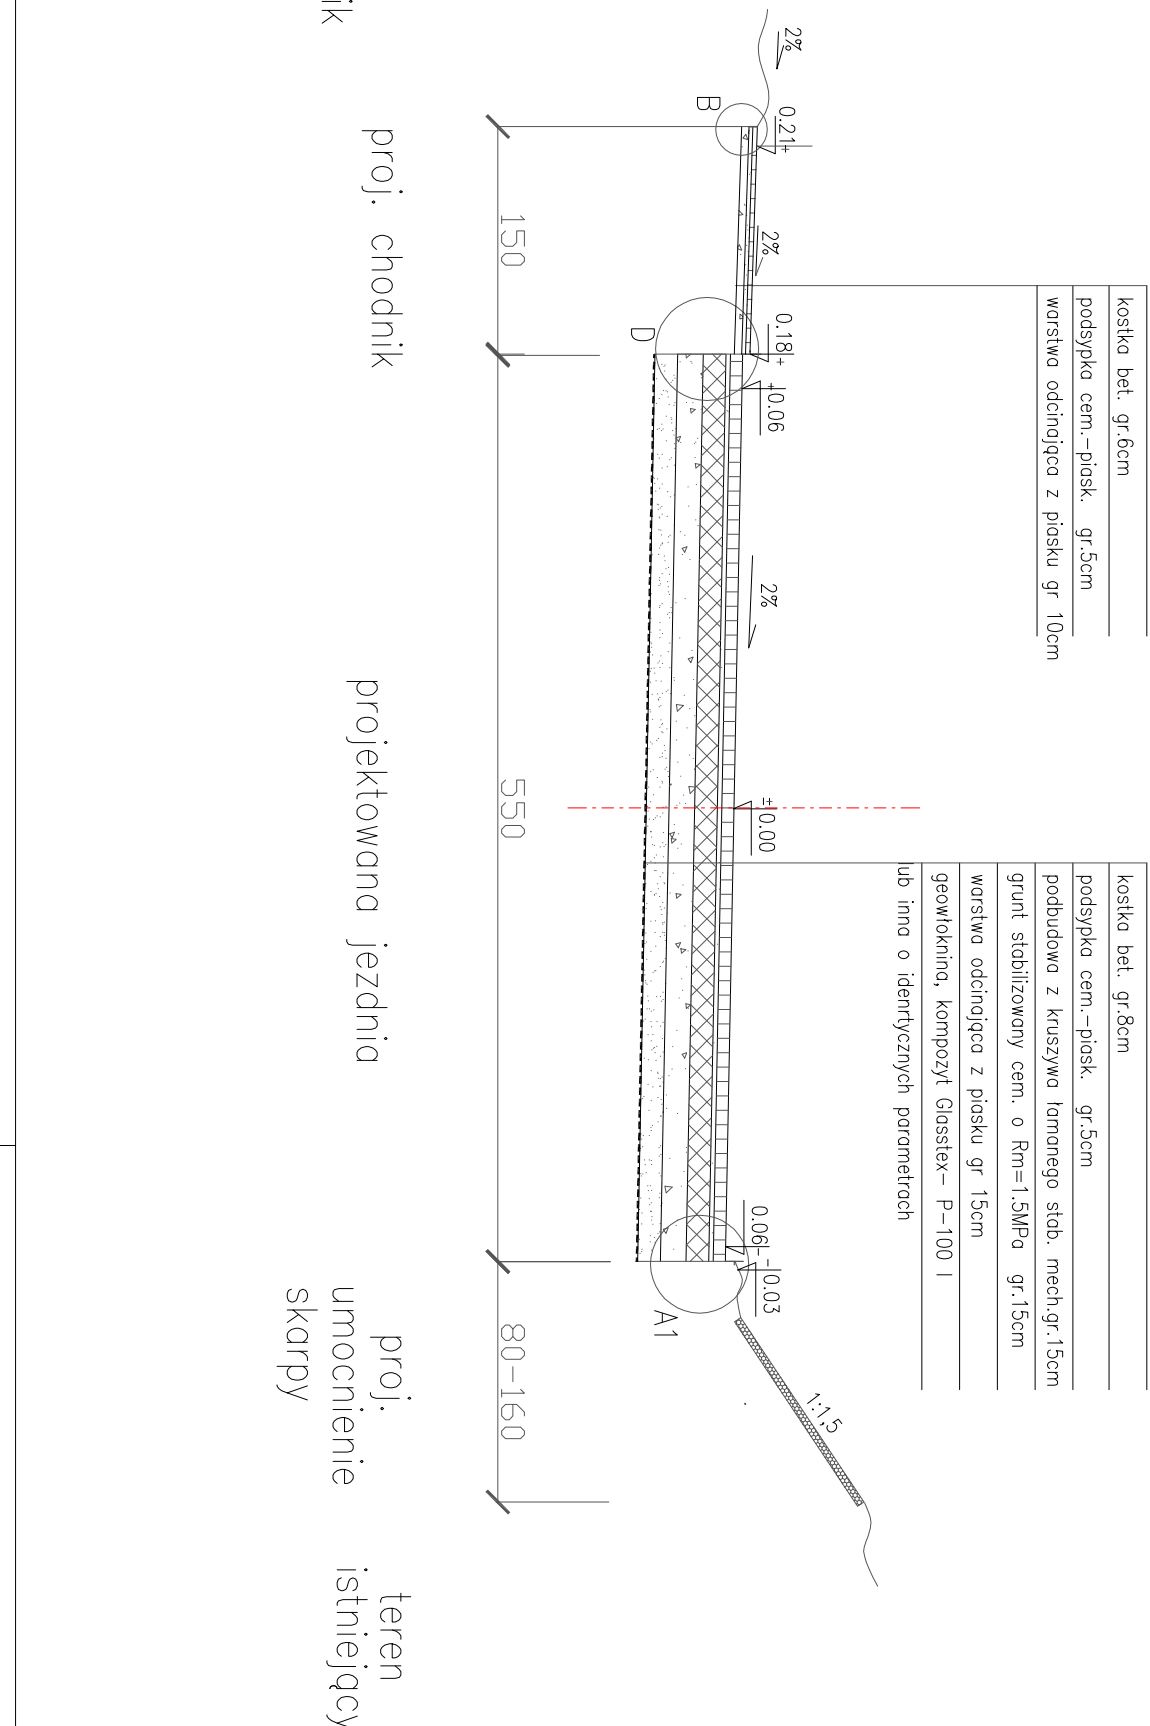 kostka bet. gr.6cm
podsypka cem.-piask. gr.5cm
warstwa odcinająca z piasku gr 10cm
kostka bet. gr.8cm
podsypka cem.-piask. gr.5cm
podbudowa z kruszywa łamanego stab. mech.gr.15cm
grunt stabilizowany cem. o Rm=1.5MPa gr.15cm
warstwa odcinająca z piasku gr 15cm
geowłoknina, kompozyt Glasstex- P-100 I
lub inna o idenrtycznych parametrach
2%
0.21+
2%
0.18+
+0.06
2%
±0.00
0.06-
-0.03
1:1,5
B
D
A1
150
550
80-160
ik
proj. chodnik
projektowana jezdnia
proj.
umocnienie
skarpy
teren
istniejący